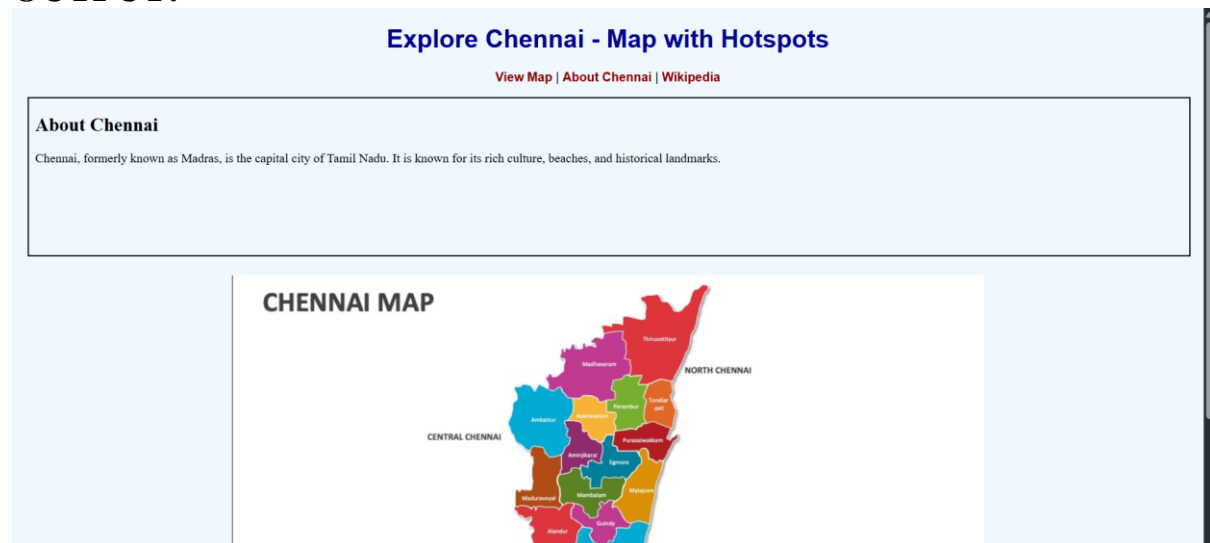 Explore Chennai - Map with Hotspots
View Map | About Chennai | Wikipedia
About Chennai
Chennai, formerly known as Madras, is the capital city of Tamil Nadu. It is known for its rich culture, beaches, and historical landmarks.
CHENNAI MAP
Thiruvottiyur
Madhavaram
NORTH CHENNAI
Perambur
Tondiar
pet
Ambattur
CENTRAL CHENNAI
Purasaiwakkam
Aminjikarai
Egmore
Maduravoyal
Mambalam
Mylapore
Guindy
Alandur